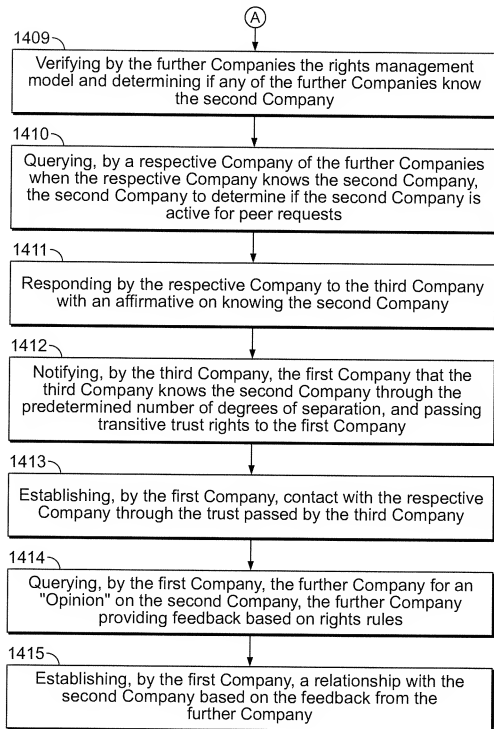 A
1409
Verifying by the further Companies the rights management
model and determining if any of the further Companies know
the second Company
1410
Querying, by a respective Company of the further Companies
when the respective Company knows the second Company,
the second Company to determine if the second Company is
active for peer requests
1411
Responding by the respective Company to the third Company
with an affirmative on knowing the second Company
1412
Notifying, by the third Company, the first Company that the
third Company knows the second Company through the
predetermined number of degrees of separation, and passing
transitive trust rights to the first Company
1413
Establishing, by the first Company, contact with the respective
Company through the trust passed by the third Company
1414
Querying, by the first Company, the further Company for an
"Opinion" on the second Company, the further Company
providing feedback based on rights rules
1415
Establishing, by the first Company, a relationship with the
second Company based on the feedback from the
further Company